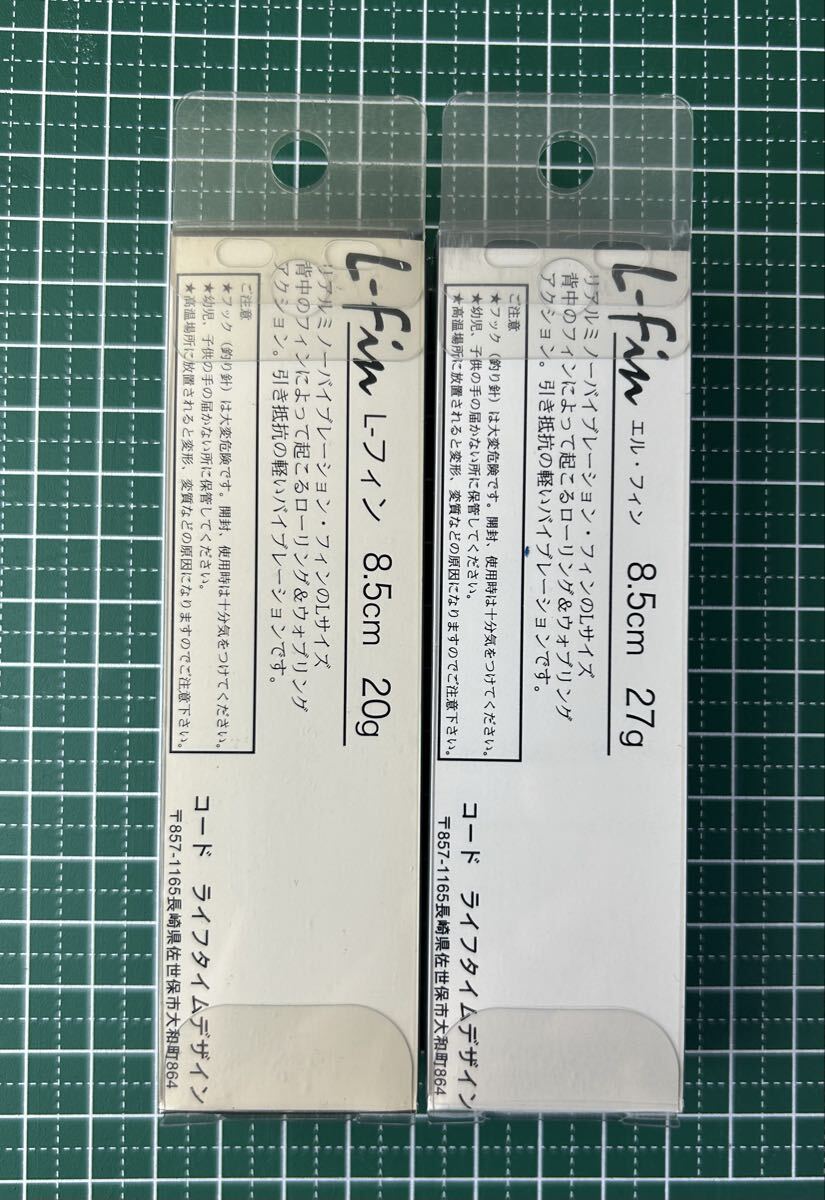 L-fin L-フィン 8.5cm 20g
リアルミノーバイブレーション・フィンのLサイズ
背中のフィンによって起こるローリング&ウォブリング
アクション。引き抵抗の軽いバイブレーションです。
ご注意
★フック(釣り針)は大変危険です。開封、使用時は十分気をつけてください。
★幼児、子供の手の届かない所に保管してください。
★高温場所に放置されると変形、変質などの原因になりますのでご注意下さい。
コード ライフタイムデザイン
〒857-1165長崎県佐世保市大和町864
L-fin エル・フィン 8.5cm 27g
リアルミノーバイブレーション・フィンのLサイズ
背中のフィンによって起こるローリング&ウォブリング
アクション。引き抵抗の軽いバイブレーションです。
ご注意
★フック(釣り針)は大変危険です。開封、使用時は十分気をつけてください。
★幼児、子供の手の届かない所に保管してください。
★高温場所に放置されると変形、変質などの原因になりますのでご注意下さい。
コード ライフタイムデザイン
〒857-1165長崎県佐世保市大和町864